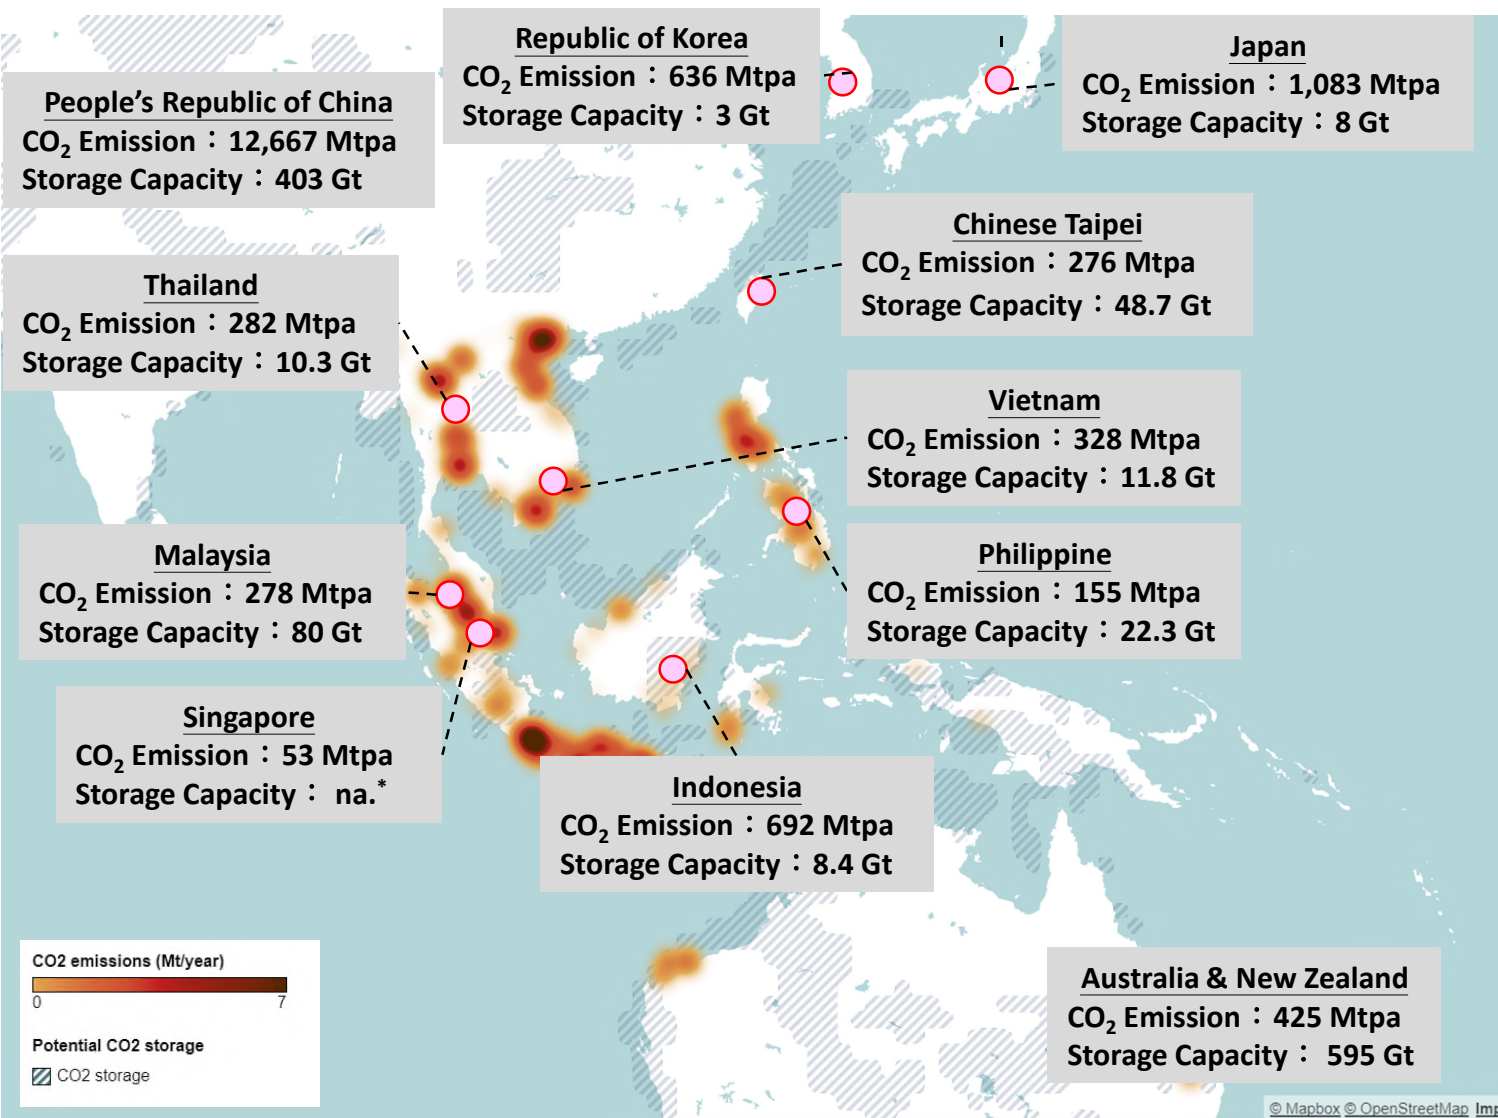 Republic of Korea
CO₂ Emission：636 Mtpa
Storage Capacity：3 Gt
Japan
CO₂ Emission：1,083 Mtpa
Storage Capacity：8 Gt
People’s Republic of China
CO₂ Emission：12,667 Mtpa
Storage Capacity：403 Gt
Chinese Taipei
CO₂ Emission：276 Mtpa
Storage Capacity：48.7 Gt
Thailand
CO₂ Emission：282 Mtpa
Storage Capacity：10.3 Gt
Vietnam
CO₂ Emission：328 Mtpa
Storage Capacity：11.8 Gt
Malaysia
CO₂ Emission：278 Mtpa
Storage Capacity：80 Gt
Philippine
CO₂ Emission：155 Mtpa
Storage Capacity：22.3 Gt
Singapore
CO₂ Emission：53 Mtpa
Storage Capacity： na.*
Indonesia
CO₂ Emission：692 Mtpa
Storage Capacity：8.4 Gt
Australia & New Zealand
CO₂ Emission：425 Mtpa
Storage Capacity： 595 Gt
CO2 emissions (Mt/year)
0 7
Potential CO2 storage
CO2 storage
© Mapbox © OpenStreetMap